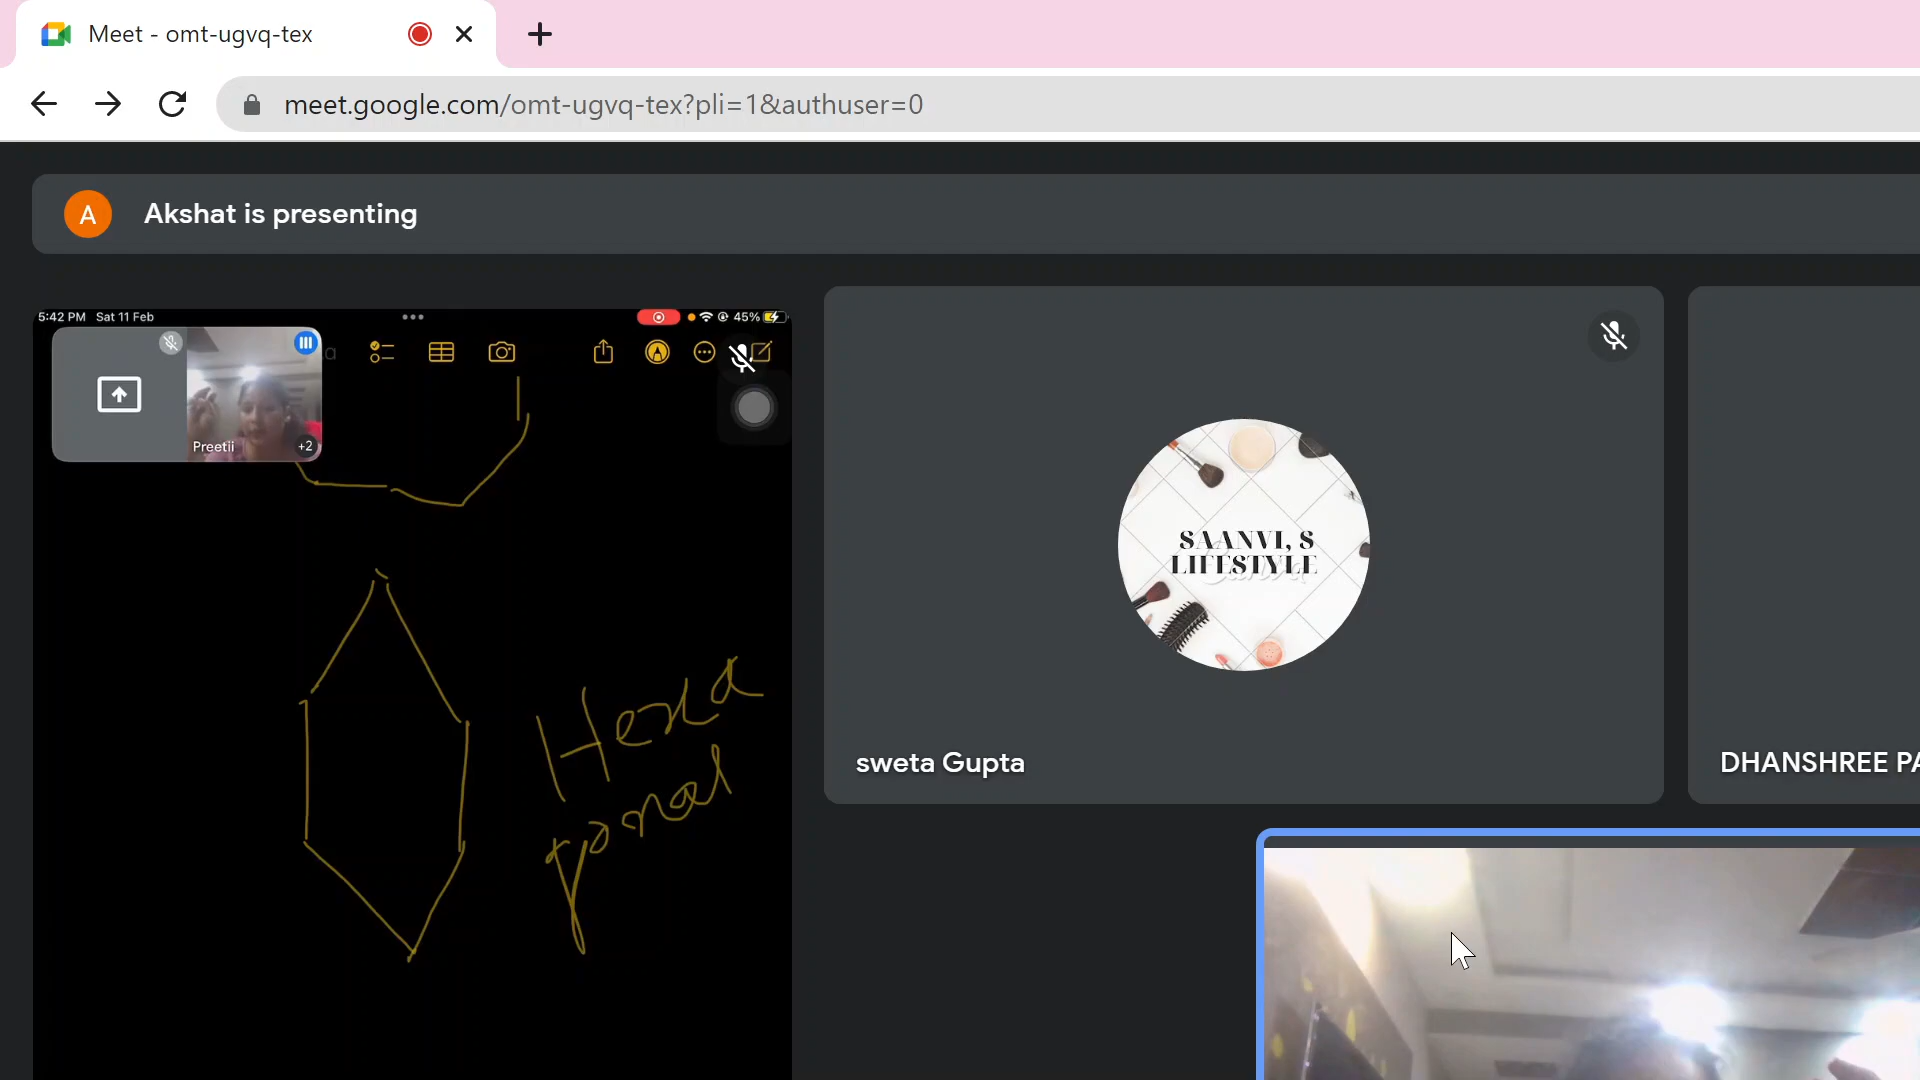 Meet - omt-ugvq-tex
meet.google.com/omt-ugvq-tex?pli=1&authuser=0
A
Akshat is presenting
5:42 PM Sat 11 Feb
45%
a
Preetii
+2
Hexa
gonal
SAANVI, S
LIFESTYLE
Canva
sweta Gupta
DHANSHREE PA